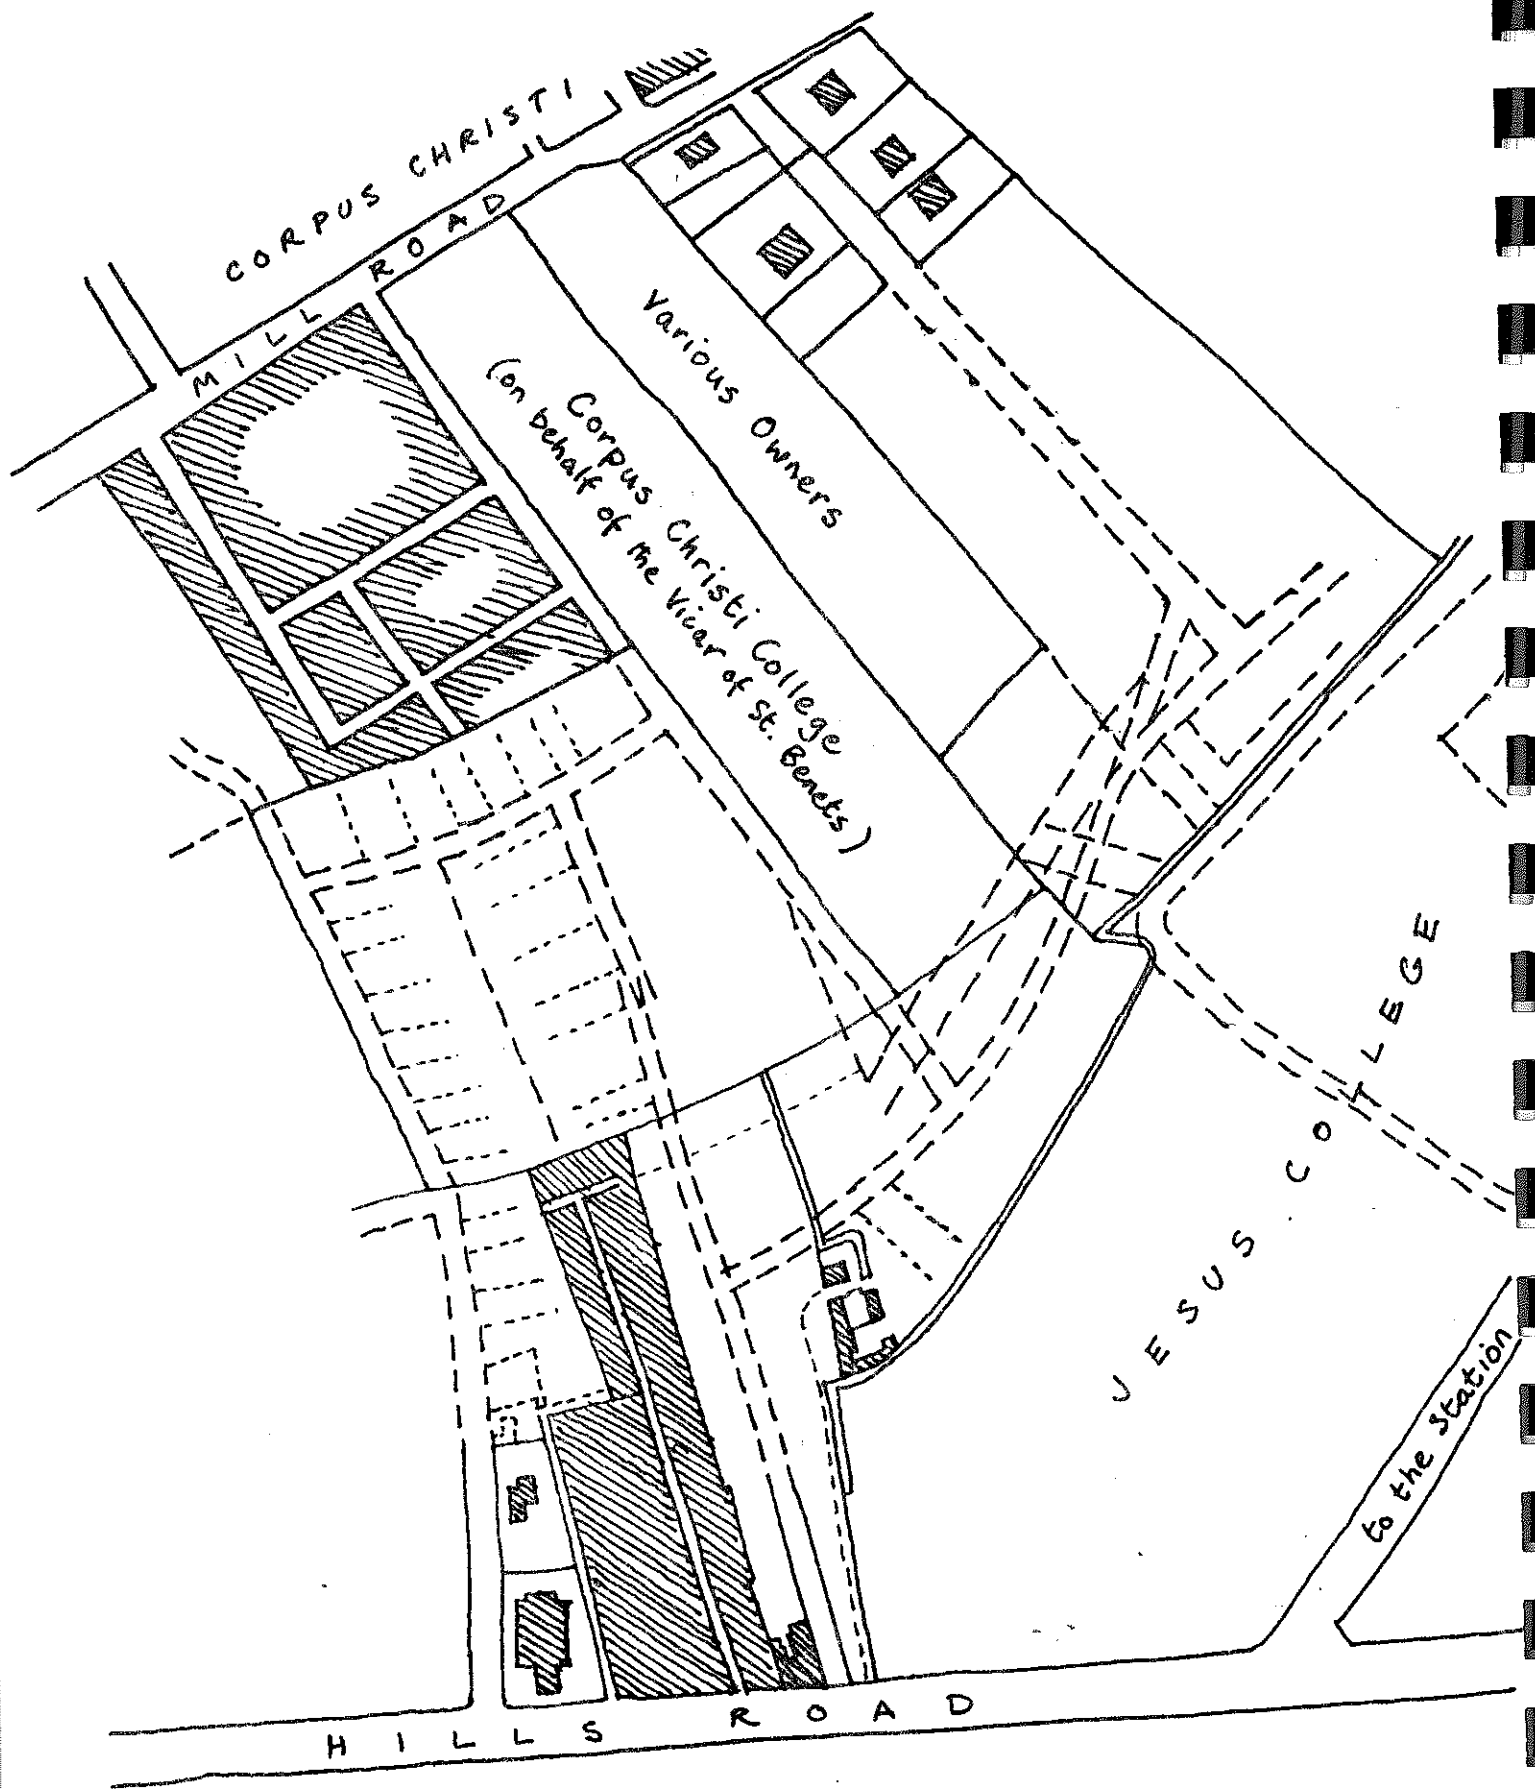 CORPUS CHRISTI
MILL ROAD
Various Owners
Corpus Christi College
(on behalf of the Vicar of St. Benets)
JESUS COLLEGE
to the Station
HILLS ROAD